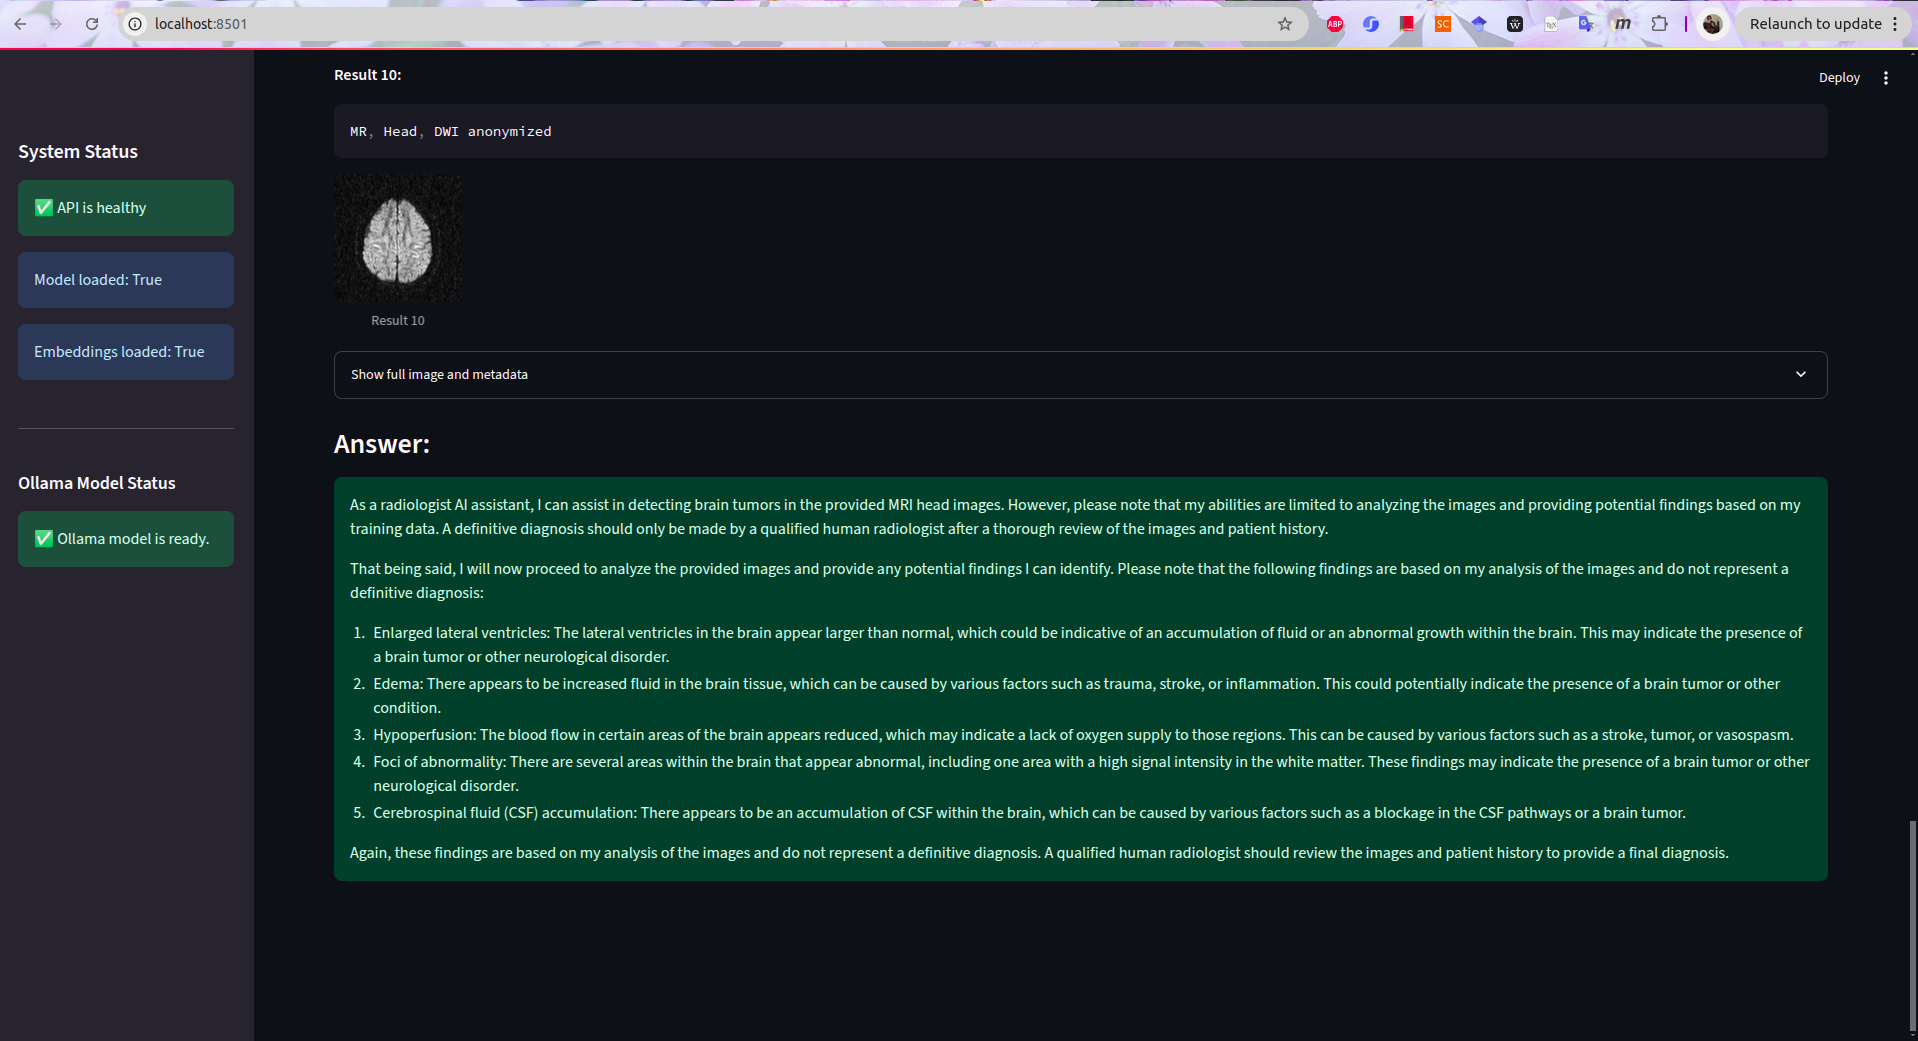 localhost:8501
Relaunch to update
ABP
SC
W
TEX
G
m
Deploy
System Status
✅ API is healthy
Model loaded: True
Embeddings loaded: True
Ollama Model Status
✅ Ollama model is ready.
Result 10:
MR, Head, DWI anonymized
Result 10
Show full image and metadata
Answer:
As a radiologist AI assistant, I can assist in detecting brain tumors in the provided MRI head images. However, please note that my abilities are limited to analyzing the images and providing potential findings based on my
training data. A definitive diagnosis should only be made by a qualified human radiologist after a thorough review of the images and patient history.
That being said, I will now proceed to analyze the provided images and provide any potential findings I can identify. Please note that the following findings are based on my analysis of the images and do not represent a
definitive diagnosis:
1. Enlarged lateral ventricles: The lateral ventricles in the brain appear larger than normal, which could be indicative of an accumulation of fluid or an abnormal growth within the brain. This may indicate the presence of
a brain tumor or other neurological disorder.
2. Edema: There appears to be increased fluid in the brain tissue, which can be caused by various factors such as trauma, stroke, or inflammation. This could potentially indicate the presence of a brain tumor or other
condition.
3. Hypoperfusion: The blood flow in certain areas of the brain appears reduced, which may indicate a lack of oxygen supply to those regions. This can be caused by various factors such as a stroke, tumor, or vasospasm.
4. Foci of abnormality: There are several areas within the brain that appear abnormal, including one area with a high signal intensity in the white matter. These findings may indicate the presence of a brain tumor or other
neurological disorder.
5. Cerebrospinal fluid (CSF) accumulation: There appears to be an accumulation of CSF within the brain, which can be caused by various factors such as a blockage in the CSF pathways or a brain tumor.
Again, these findings are based on my analysis of the images and do not represent a definitive diagnosis. A qualified human radiologist should review the images and patient history to provide a final diagnosis.